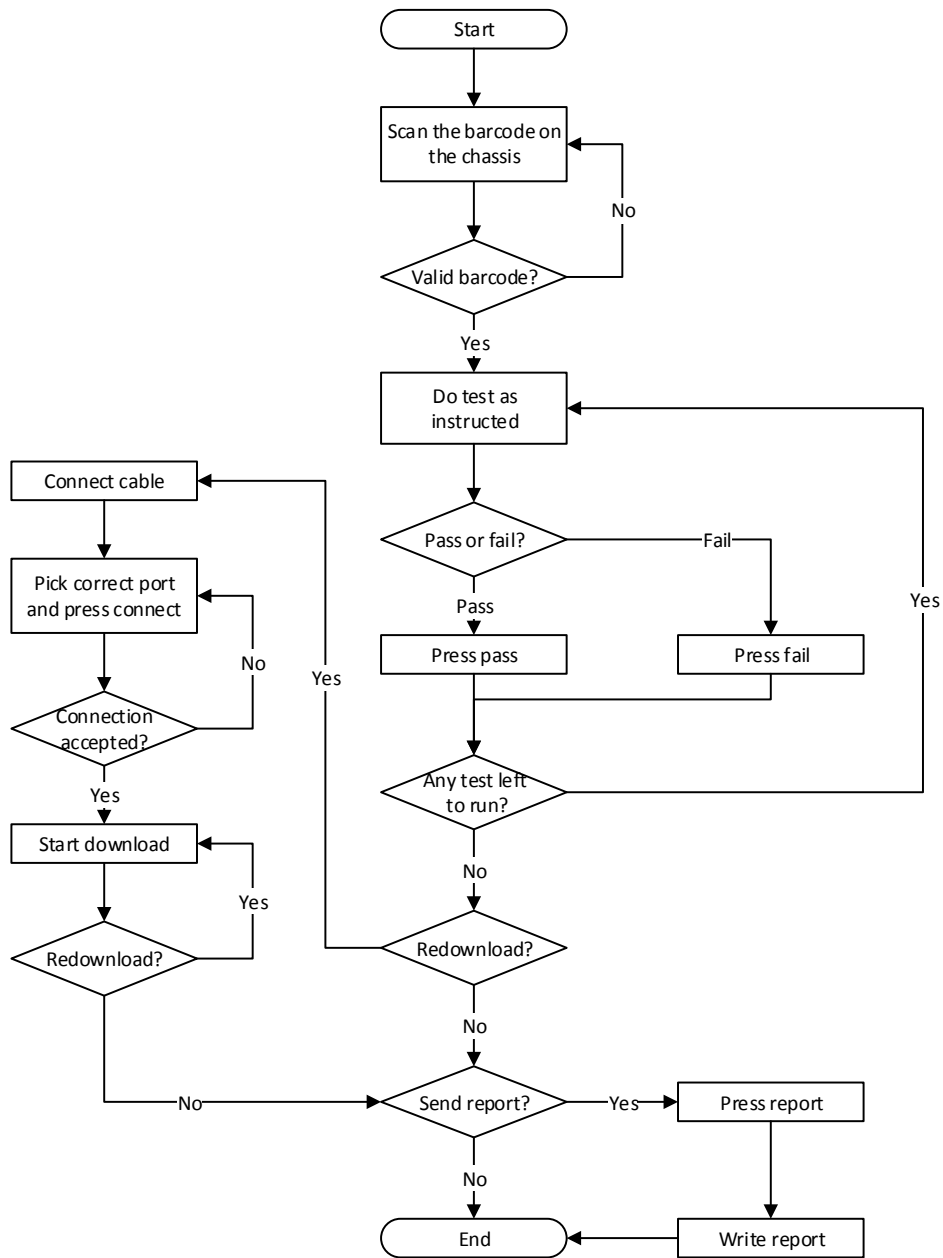 Start
Scan the barcode on
the chassis
No
Valid barcode?
Yes
Do test as
instructed
Connect cable
Pass or fail?
Fail
Pick correct port
and press connect
Pass
Yes
Press pass
Press fail
No
Yes
Connection
accepted?
Any test left
to run?
Yes
Start download
No
Yes
Redownload?
Redownload?
No
No
Send report?
Yes
Press report
No
End
Write report